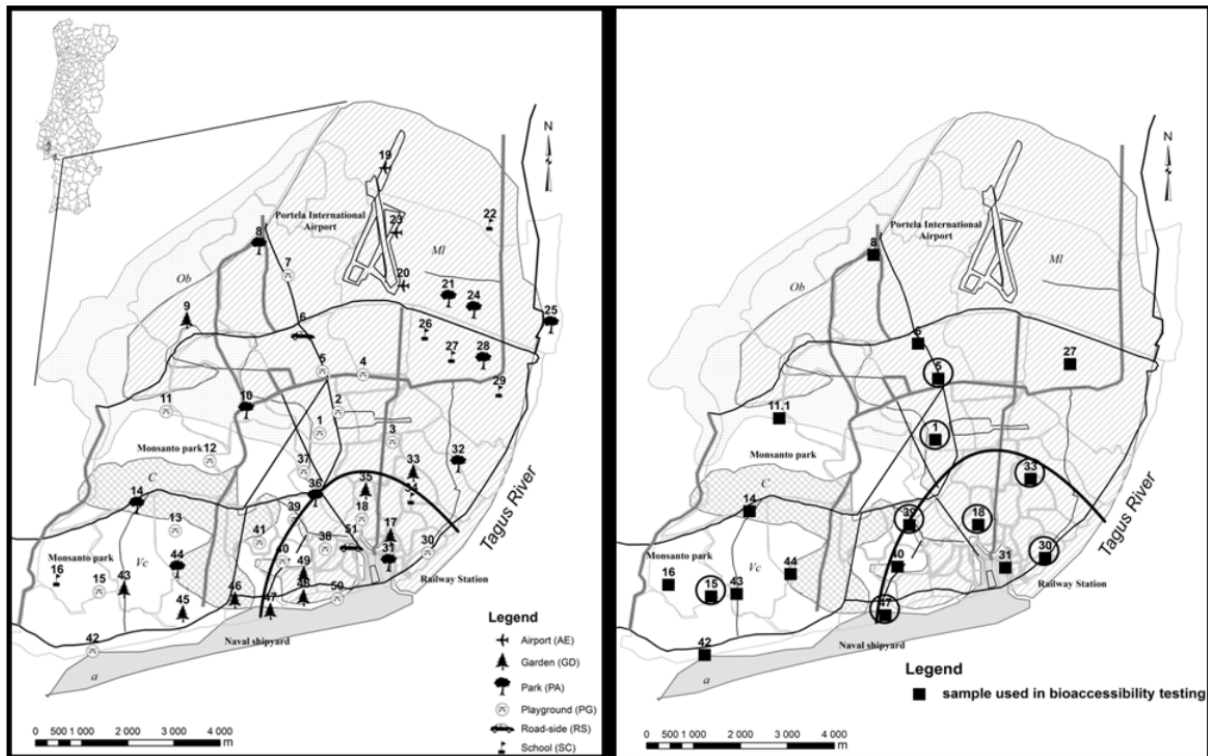 19
N
22
Portela International
Airport
23
Ml
8
7
20
Ob
21
24
9
25
6
26
27
28
5
4
29
10
11
2
1
3
Monsanto park
12
32
37
33
C
36
35
34
14
39
18
Tagus River
13
41
51
17
38
Monsanto park
44
Vc
40
31
30
16
15
43
49
Railway Station
46
48
50
45
47
Legend
42
Naval shipyard
Airport (AE)
Garden (GD)
a
Park (PA)
Playground (PG)
Road-side (RS)
School (SC)
0 500 1 000 2 000 3 000 4 000
m
N
Portela International
Airport
Ml
8
Ob
6
27
5
11.1
1
Monsanto park
33
C
14
39
18
Tagus River
Monsanto park
44
Vc
40
31
30
16
15
43
Railway Station
47
42
Naval shipyard
Legend
a
sample used in bioaccessibility testing
0 500 1 000 2 000 3 000 4 000
m